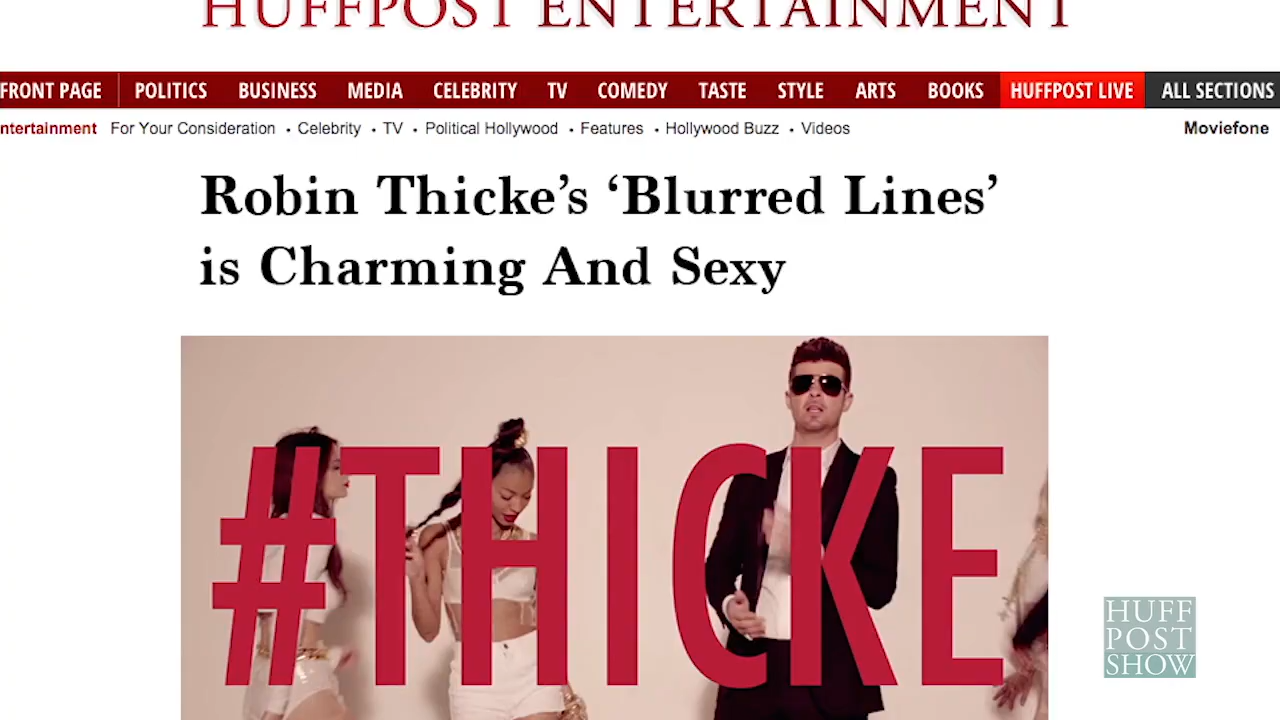 HUFFPOST ENTERTAINMENT
FRONT PAGE POLITICS BUSINESS MEDIA CELEBRITY TV COMEDY TASTE STYLE ARTS BOOKS HUFFPOST LIVE ALL SECTIONS
ntertainment For Your Consideration • Celebrity • TV • Political Hollywood • Features • Hollywood Buzz • Videos Moviefone
Robin Thicke’s ‘Blurred Lines’
is Charming And Sexy
#THICKE
HUFF
POST
SHOW